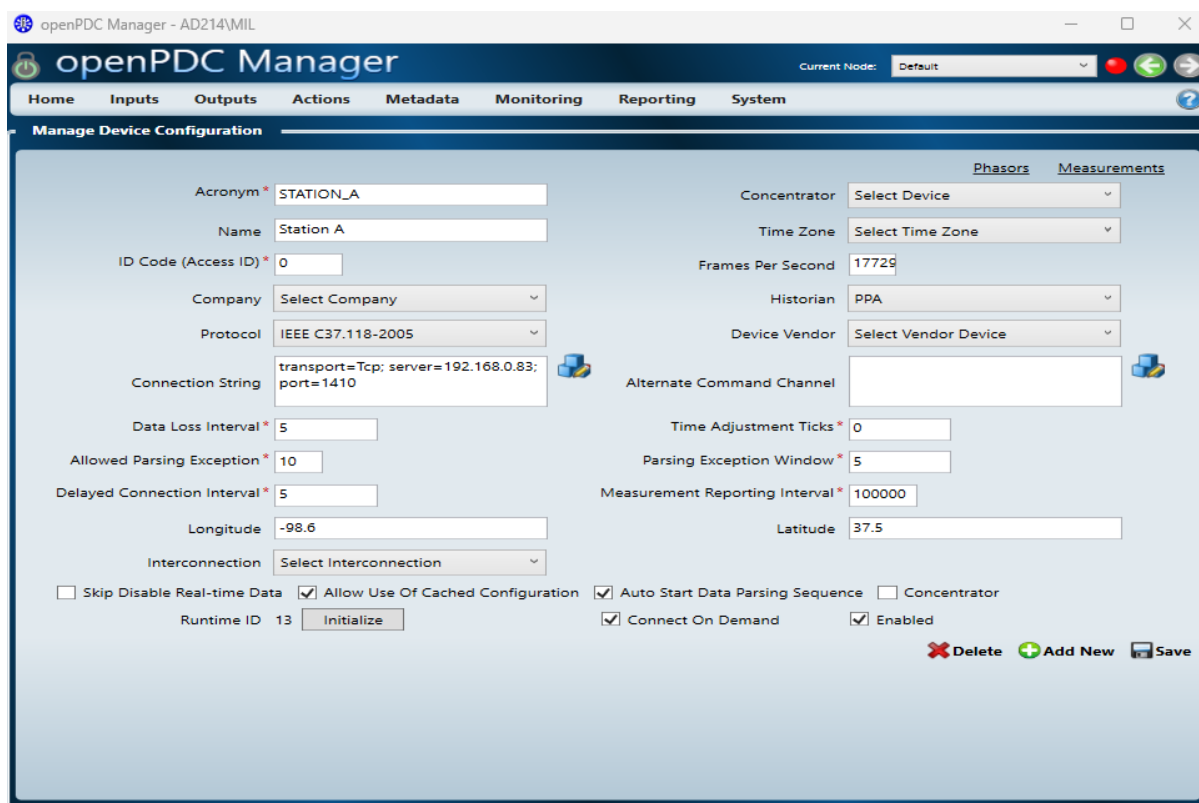 openPDC Manager - AD214\MIL
openPDC Manager
Current Node: Default
Home Inputs Outputs Actions Metadata Monitoring Reporting System
Manage Device Configuration
Phasors Measurements
Acronym * STATION_A Concentrator Select Device
Name Station A Time Zone Select Time Zone
ID Code (Access ID) * 0 Frames Per Second 17729
Company Select Company Historian PPA
Protocol IEEE C37.118-2005 Device Vendor Select Vendor Device
Connection String transport=Tcp; server=192.168.0.83; Alternate Command Channel
port=1410
Data Loss Interval * 5 Time Adjustment Ticks * 0
Allowed Parsing Exception * 10 Parsing Exception Window * 5
Delayed Connection Interval * 5 Measurement Reporting Interval * 100000
Longitude -98.6 Latitude 37.5
Interconnection Select Interconnection
Skip Disable Real-time Data Allow Use Of Cached Configuration Auto Start Data Parsing Sequence Concentrator
Runtime ID 13 Initialize Connect On Demand Enabled
Delete Add New Save